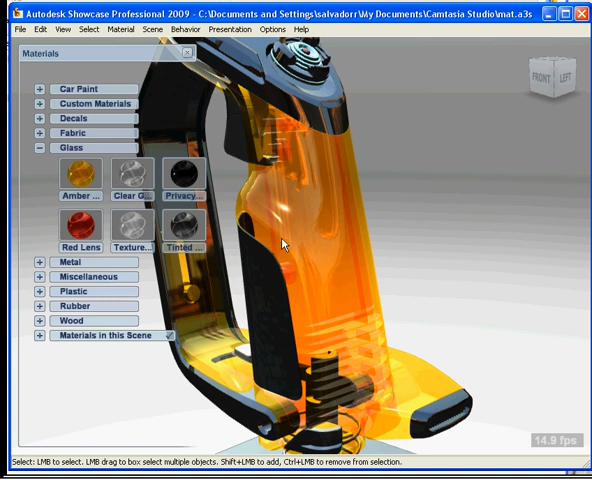 Autodesk Showcase Professional 2009 - C:\Documents and Settings\salvadorr\My Documents\Camtasia Studio\mat.a3s
File Edit View Select Material Scene Behavior Presentation Options Help
Materials
FRONT LEFT
Car Paint
Custom Materials
Decals
Fabric
Glass
Amber ... Clear G... Privacy...
Red Lens Texture... Tinted ...
Metal
Miscellaneous
Plastic
Rubber
Wood
Materials in this Scene
14.9 fps
Select: LMB to select. LMB drag to box select multiple objects. Shift+LMB to add, Ctrl+LMB to remove from selection.